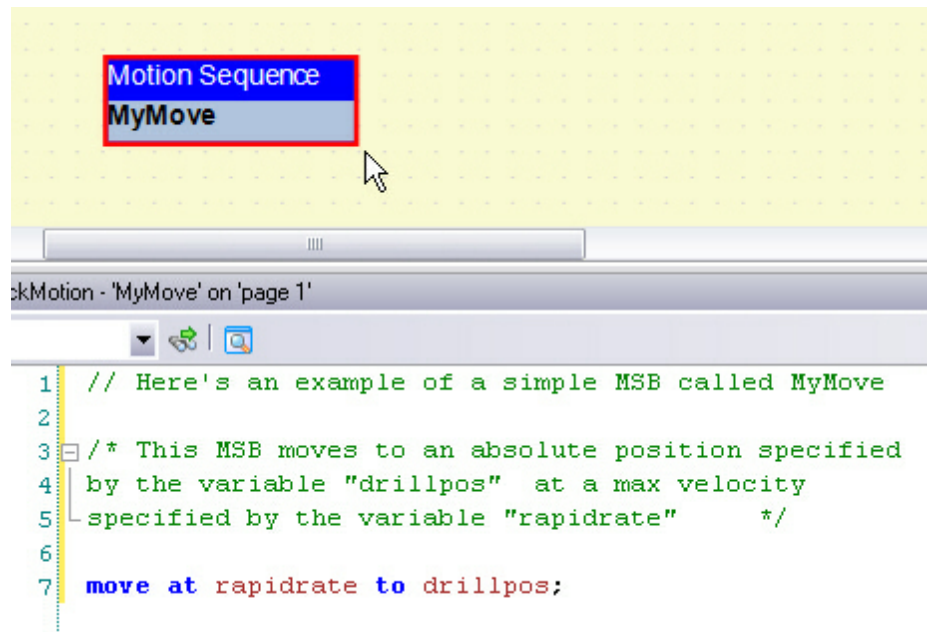 Motion Sequence
MyMove
ckMotion - 'MyMove' on 'page 1'
1 // Here's an example of a simple MSB called MyMove
2
3 /* This MSB moves to an absolute position specified
4 by the variable "drillpos"  at a max velocity
5 specified by the variable "rapidrate"     */
6
7 move at rapidrate to drillpos;